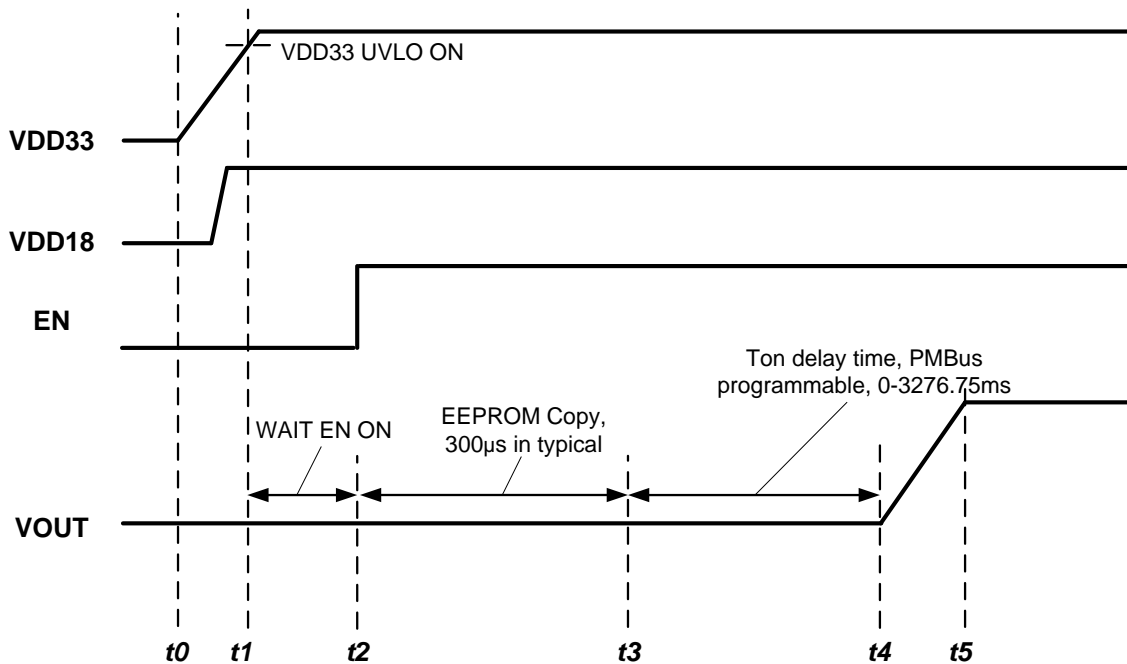 VDD33 UVLO ON
VDD33
VDD18
EN
Ton delay time, PMBus
programmable, 0-3276.75ms
EEPROM Copy,
300µs in typical
WAIT EN ON
VOUT
t0 t1 t2 t3 t4 t5